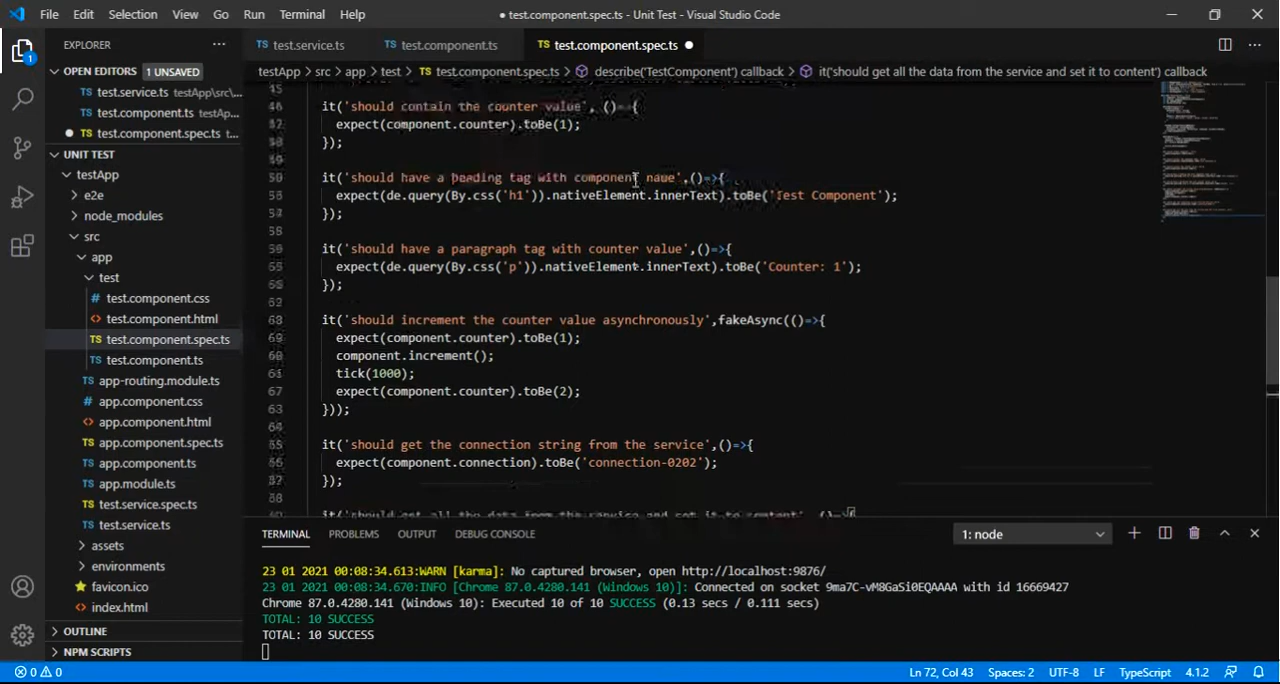 File Edit Selection View Go Run Terminal Help
● test.component.spec.ts - Unit Test - Visual Studio Code
EXPLORER ···
TS test.service.ts
TS test.component.ts
TS test.component.spec.ts ●
testApp > src > app > test > TS test.component.spec.ts > describe('TestComponent') callback > it('should get all the data from the service and set it to content') callback
OPEN EDITORS 1 UNSAVED
TS test.service.ts testApp\src\...
TS test.component.ts testAp...
● TS test.component.spec.ts t...
UNIT TEST
testApp
e2e
node_modules
src
app
test
# test.component.css
<> test.component.html
TS test.component.spec.ts
TS test.component.ts
TS app-routing.module.ts
# app.component.css
<> app.component.html
TS app.component.spec.ts
TS app.component.ts
TS app.module.ts
TS test.service.spec.ts
TS test.service.ts
assets
environments
favicon.ico
index.html
OUTLINE
NPM SCRIPTS
it('should contain the counter value', ()=>{
expect(component.counter).toBe(1);
});
it('should have a heading tag with component name',()=>{
expect(de.query(By.css('h1')).nativeElement.innerText).toBe('Test Component');
});
it('should have a paragraph tag with counter value',()=>{
expect(de.query(By.css('p')).nativeElement.innerText).toBe('Counter: 1');
});
it('should increment the counter value asynchronously',fakeAsync(()=>{
expect(component.counter).toBe(1);
component.increment();
tick(1000);
expect(component.counter).toBe(2);
}));
it('should get the connection string from the service',()=>{
expect(component.connection).toBe('connection-0202');
});
it('should get all the data from the service and set it to content', ()={
TERMINAL PROBLEMS OUTPUT DEBUG CONSOLE
1: node
23 01 2021 00:08:34.613:WARN [karma]: No captured browser, open http://localhost:9876/
23 01 2021 00:08:34.670:INFO [Chrome 87.0.4280.141 (Windows 10)]: Connected on socket 9ma7C-vM8GaSi0EQAAAA with id 16669427
Chrome 87.0.4280.141 (Windows 10): Executed 10 of 10 SUCCESS (0.13 secs / 0.111 secs)
TOTAL: 10 SUCCESS
TOTAL: 10 SUCCESS
0 0
Ln 72, Col 43 Spaces: 2 UTF-8 LF TypeScript 4.1.2